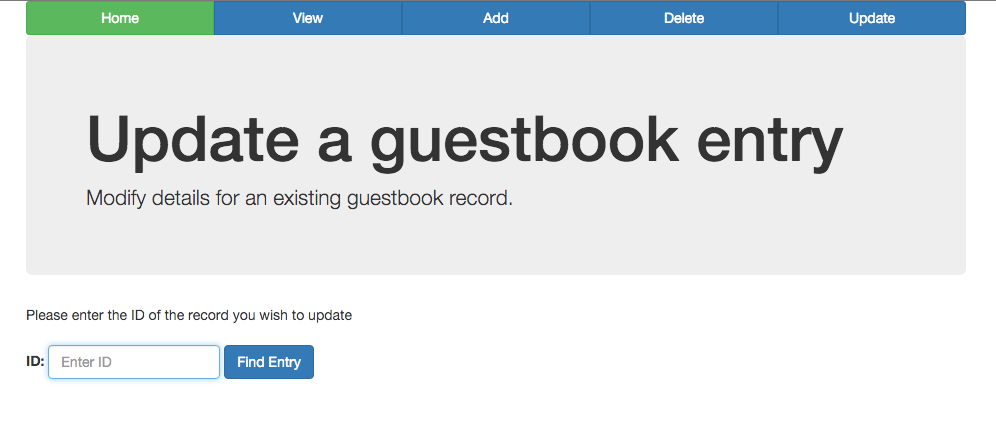 Home View Add Delete Update
Update a guestbook entry
Modify details for an existing guestbook record.
Please enter the ID of the record you wish to update
ID: Enter ID Find Entry